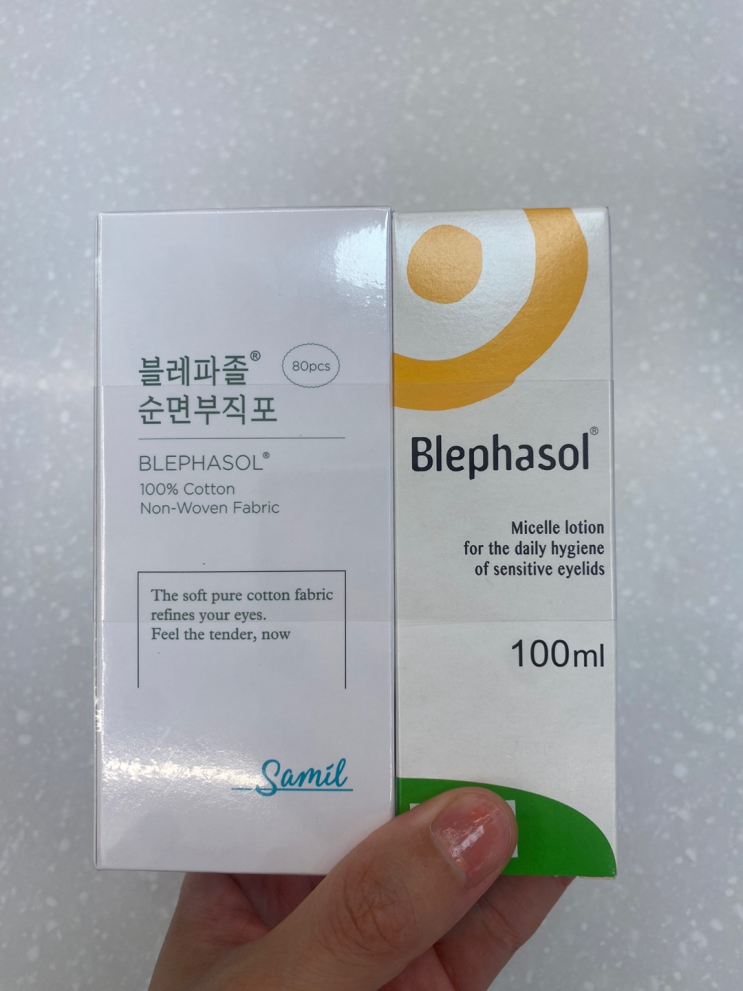 블레파졸®
80pcs
순면부직포
BLEPHASOL®
100% Cotton
Non-Woven Fabric
The soft pure cotton fabric
refines your eyes.
Feel the tender, now
Samil
Blephasol®
Micelle lotion
for the daily hygiene
of sensitive eyelids
100ml